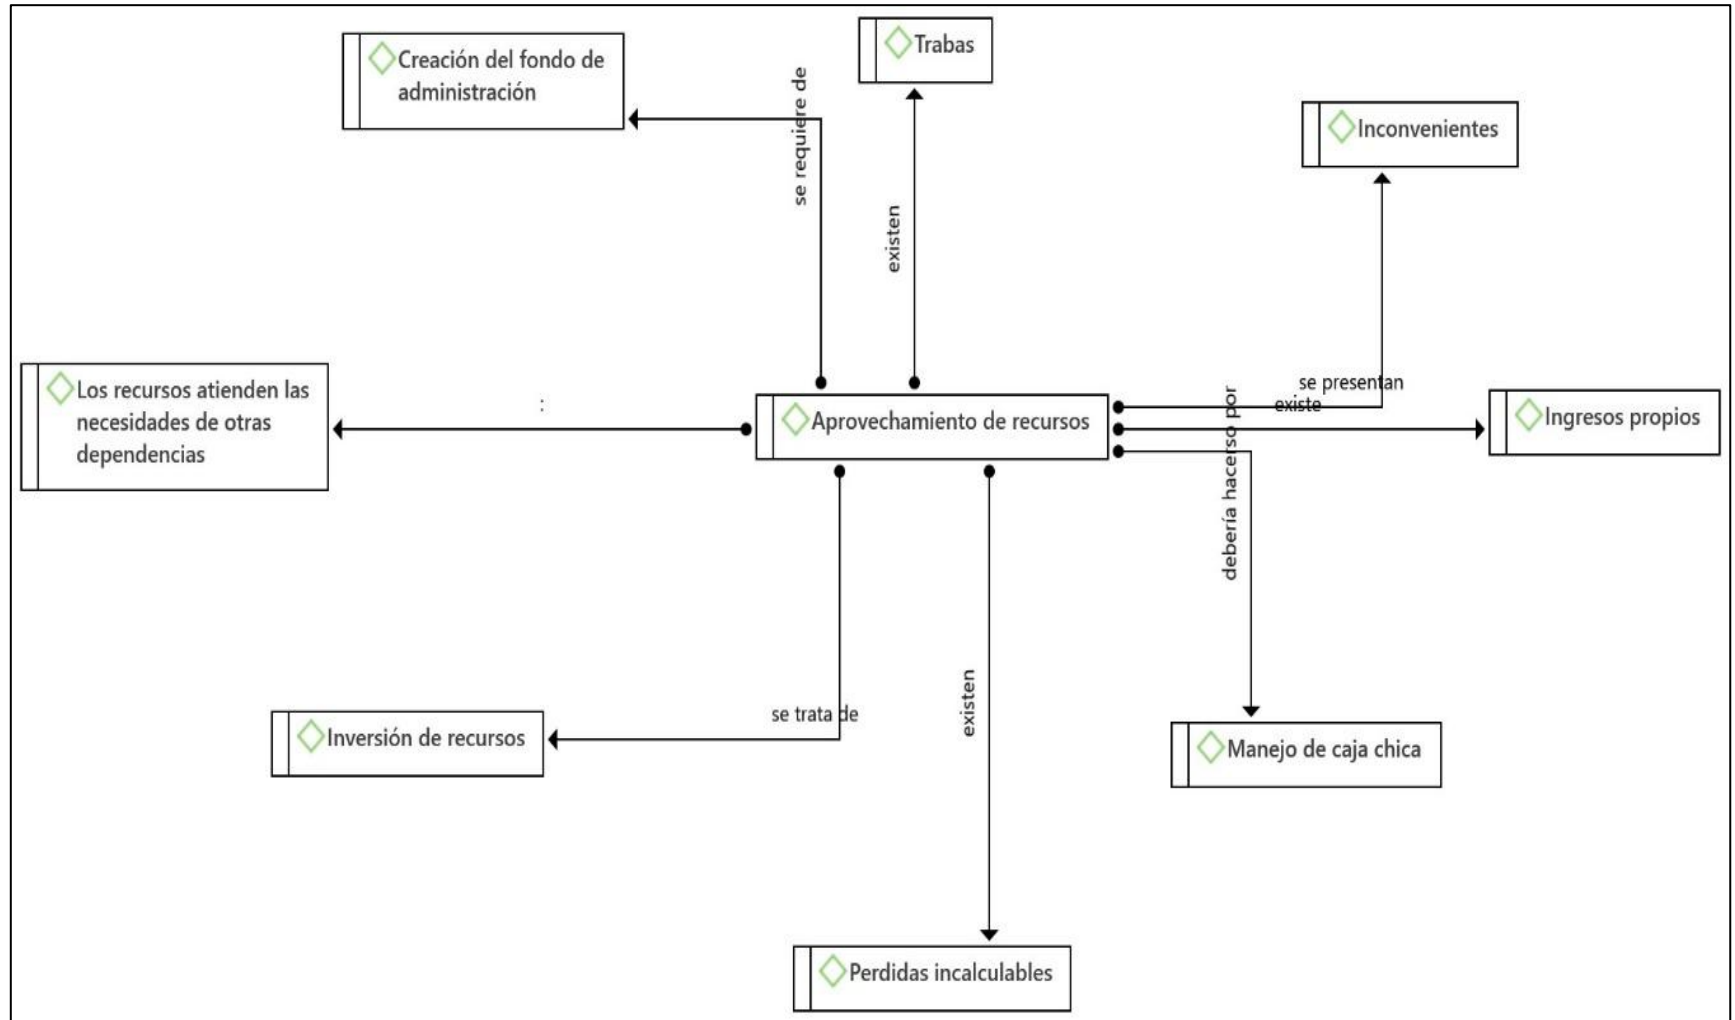 Trabas
Creación del fondo de
administración
se requiere de
Inconvenientes
existen
Los recursos atienden las
necesidades de otras
dependencias
:
Aprovechamiento de recursos
se presentan
existe
Ingresos propios
debería hacerso por
Inversión de recursos
se trata de
existen
Manejo de caja chica
Perdidas incalculables